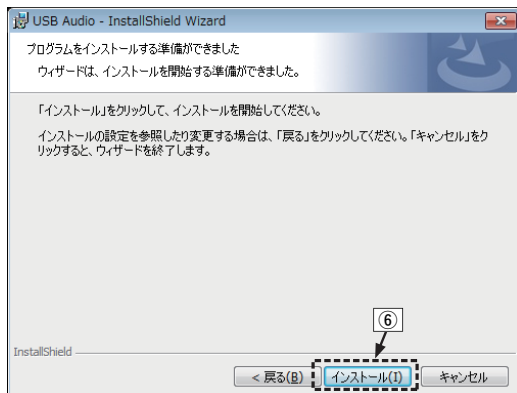 USB Audio - InstallShield Wizard
プログラムをインストールする準備ができました
ウィザードは、インストールを開始する準備ができました。
「インストール」をクリックして、インストールを開始してください。
インストールの設定を参照したり変更する場合は、「戻る」をクリックしてください。「キャンセル」をク
リックすると、ウィザードを終了します。
⑥
InstallShield
< 戻る(B)
インストール(I)
キャンセル